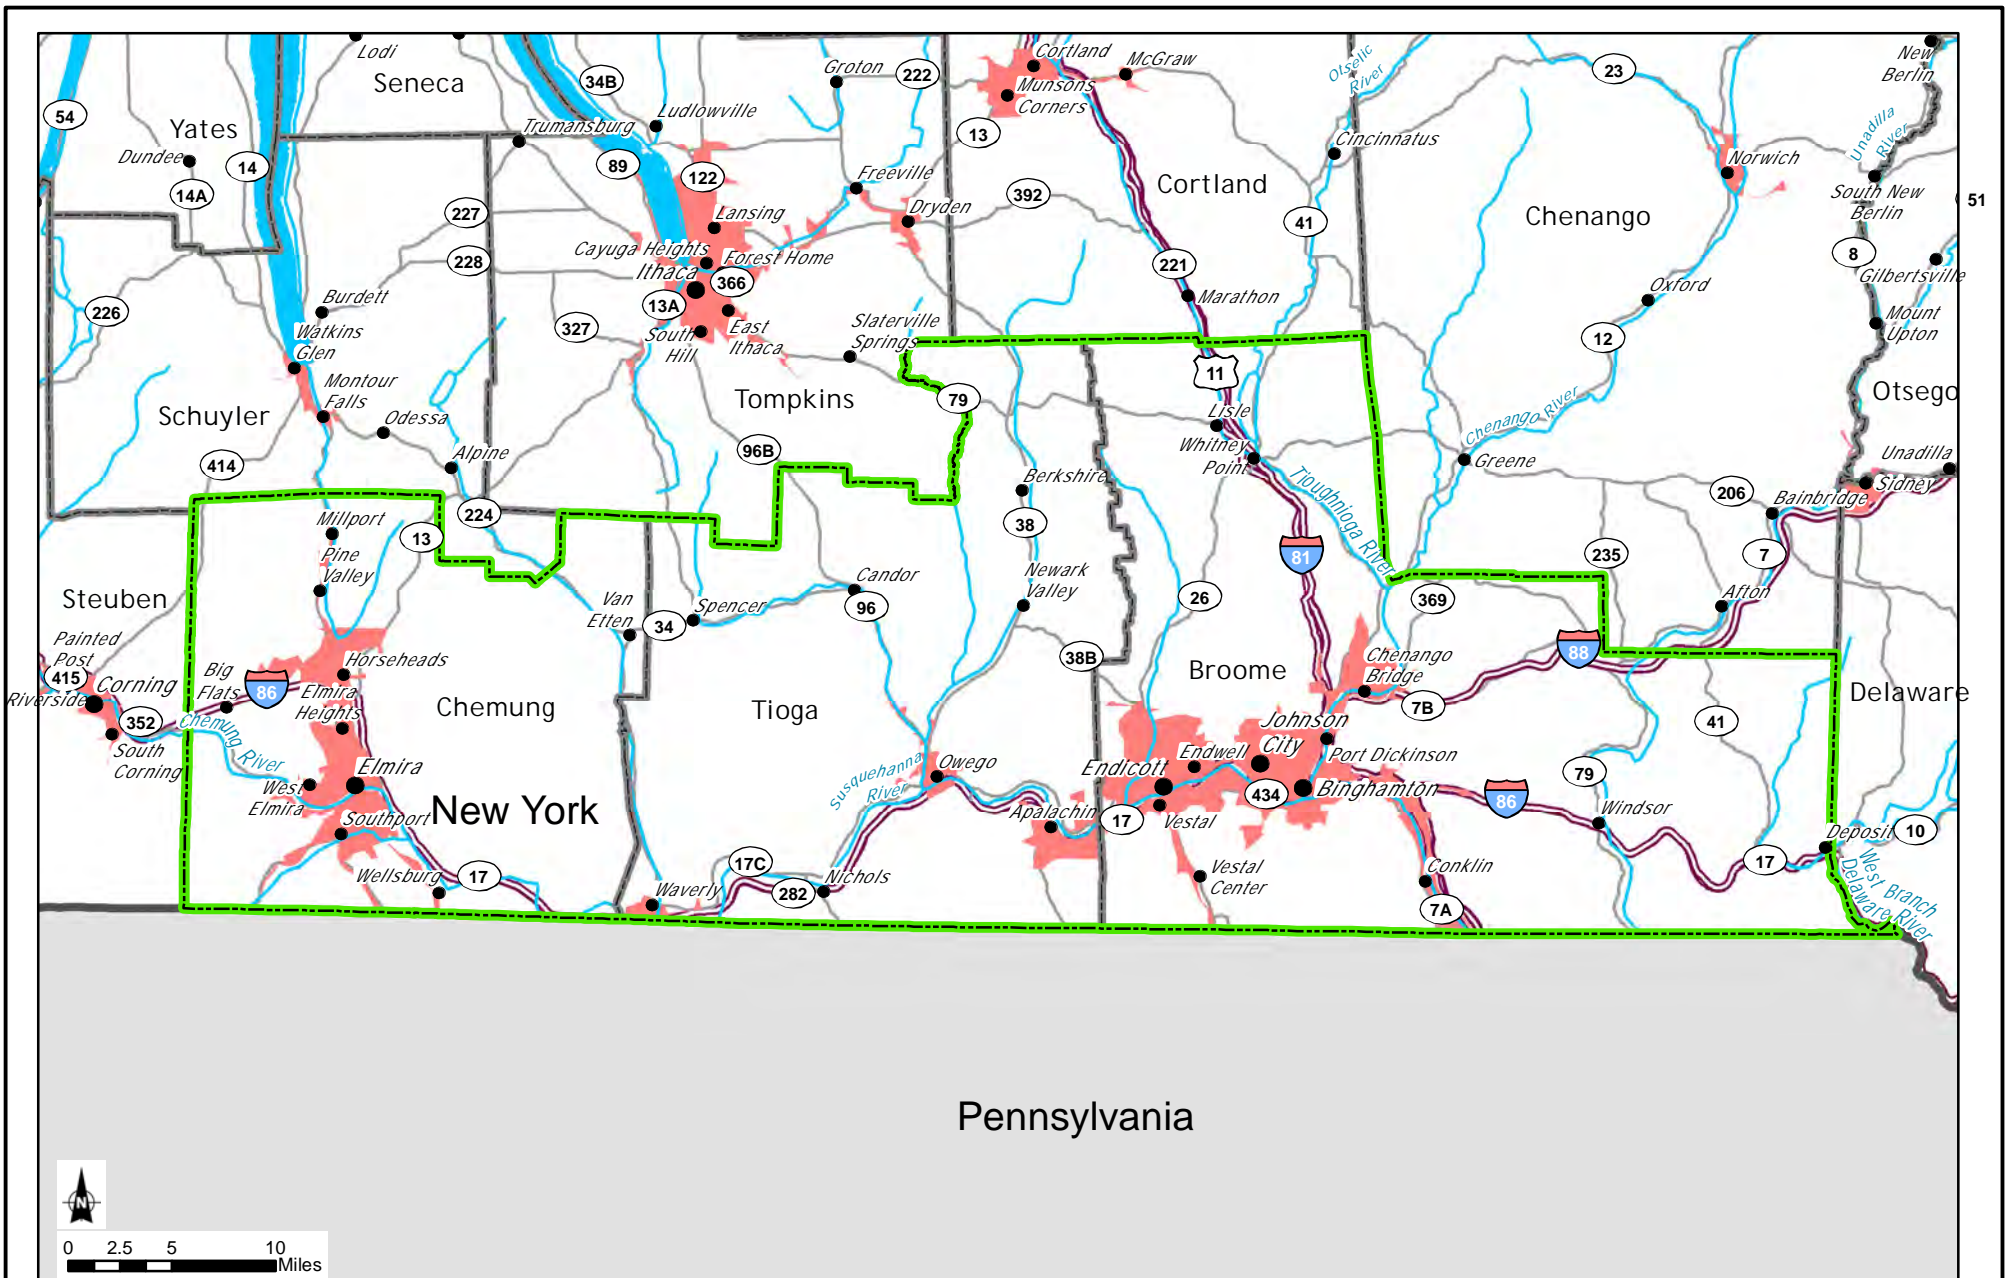 Lodi
Seneca
34B
Groton
222
Cortland
McGraw
Otselic
River
23
New
Berlin
54
Yates
Ludlowville
Munsons
Corners
Trumansburg
Dundee
14
14A
89
122
13
Cincinnatus
Norwich
Unadilla
River
Freeville
Dryden
392
Cortland
Chenango
South New
Berlin
51
227
Lansing
41
228
Cayuga Heights
Forest Home
Ithaca
366
221
8
Gilbertsville
226
Burdett
13A
Marathon
Oxford
Watkins
Glen
327
South
Hill
East
Ithaca
Slaterville
Springs
12
Mount
Upton
11
Montour
Falls
Schuyler
Odessa
Tompkins
79
Lisle
Otsego
Whitney
Point
Chenango River
414
Alpine
96B
Berkshire
Tioughnioga River
Greene
206
Bainbridge
Sidney
Unadilla
Millport
224
13
38
Pine
Valley
81
235
7
Steuben
Van
Etten
34
Spencer
Candor
96
Newark
Valley
26
369
Afton
Painted
Post
415
Riverside
Corning
Big
Flats
86
Horseheads
Elmira
Heights
38B
Broome
Chenango
Bridge
88
352
South
Corning
Chemung River
Chemung
Tioga
7B
41
Delaware
Johnson
City
Endwell
Port Dickinson
Susquehanna
River
Owego
Endicott
West
Elmira
Elmira
New York
Southport
Apalachin
17
Vestal
434
Binghamton
86
79
Windsor
Deposit
10
Wellsburg
17
Waverly
17C
282
Nichols
Vestal
Center
Conklin
7A
17
West Branch
Delaware River
Pennsylvania
N
0 2.5 5 10
Miles